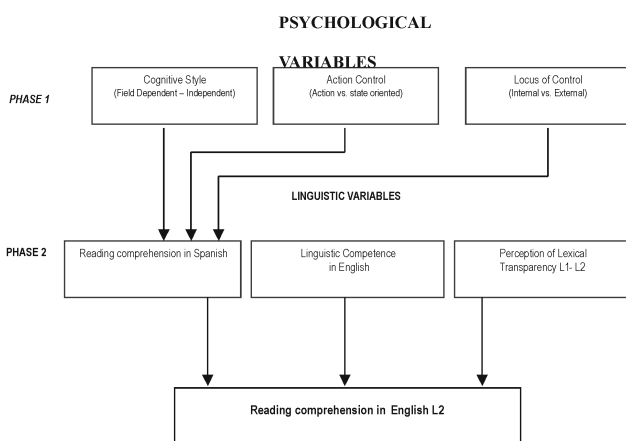 PSYCHOLOGICAL
VARIABLES
PHASE 1
Cognitive Style
(Field Dependent – Independent)
Action Control
(Action vs. state oriented)
Locus of Control
(Internal vs. External)
LINGUISTIC VARIABLES
PHASE 2
Reading comprehension in Spanish
Linguistic Competence
in English
Perception of Lexical
Transparency L1- L2
Reading comprehension in English L2